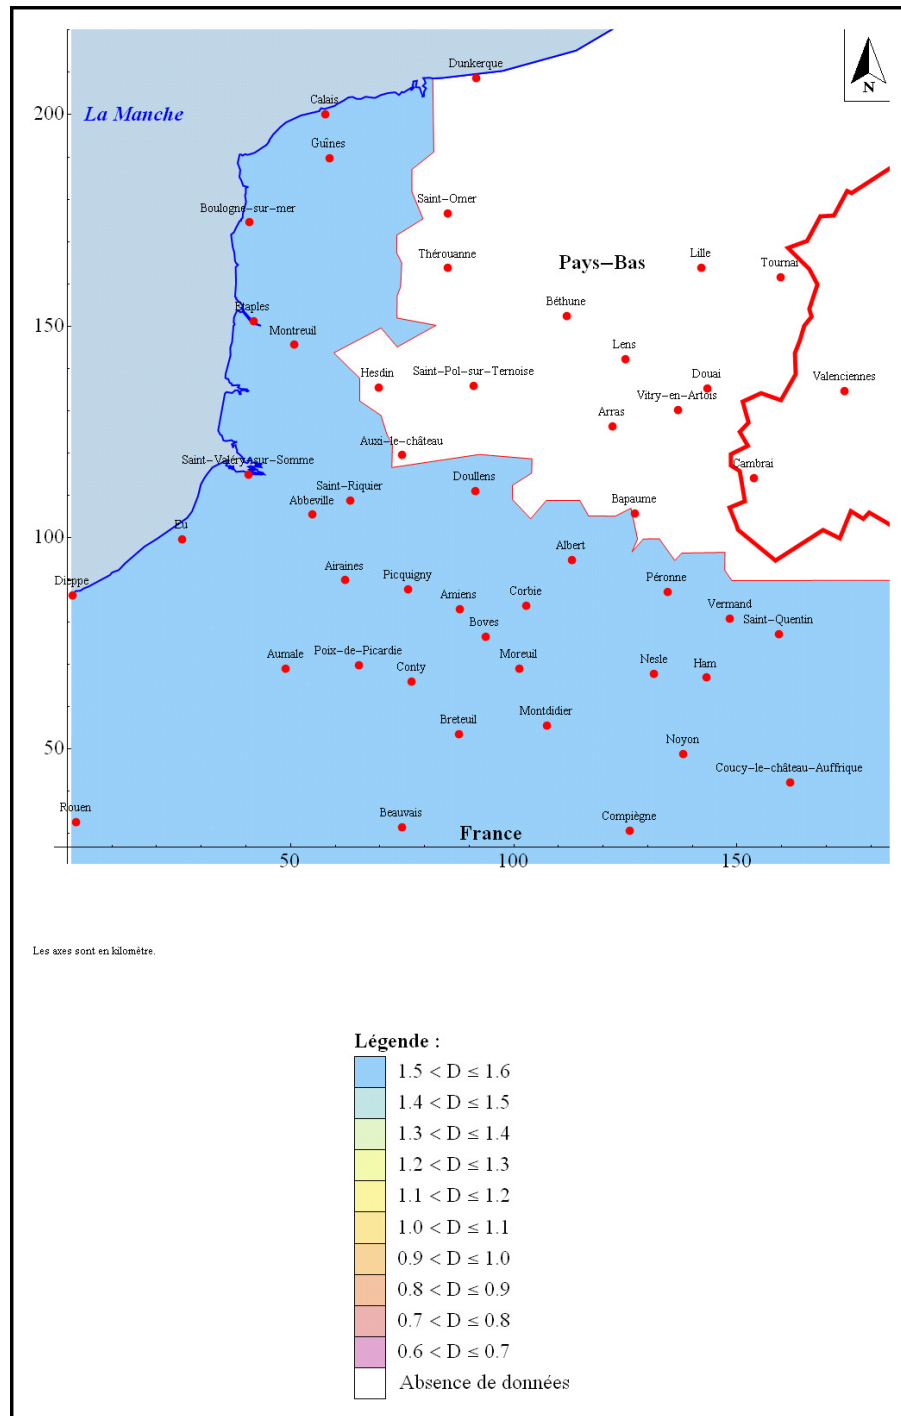 Dunkerque
Calais
200
La Manche
N
Guînes
Saint-Omer
Boulogne-sur-mer
Thérouanne
Pays-Bas
Lille
Tournai
Béthune
Etaples
150
Montreuil
Lens
Hesdin
Saint-Pol-sur-Ternoise
Douai
Valenciennes
Vitry-en-Artois
Arras
Auxi-le-château
Saint-Valéry-sur-Somme
Cambrai
Doullens
Saint-Riquier
Abbeville
Bapaume
Eu
100
Albert
Dieppe
Airaines
Picquigny
Péronne
Amiens
Corbie
Vermand
Boves
Saint-Quentin
Aumale
Poix-de-Picardie
Conty
Moreuil
Nesle
Ham
Breteuil
Montdidier
50
Noyon
Coucy-le-château-Auffrique
Rouen
Beauvais
France
Compiègne
50
100
150
Les axes sont en kilomètre.
Légende :
1.5 < D ≤ 1.6
1.4 < D ≤ 1.5
1.3 < D ≤ 1.4
1.2 < D ≤ 1.3
1.1 < D ≤ 1.2
1.0 < D ≤ 1.1
0.9 < D ≤ 1.0
0.8 < D ≤ 0.9
0.7 < D ≤ 0.8
0.6 < D ≤ 0.7
Absence de données